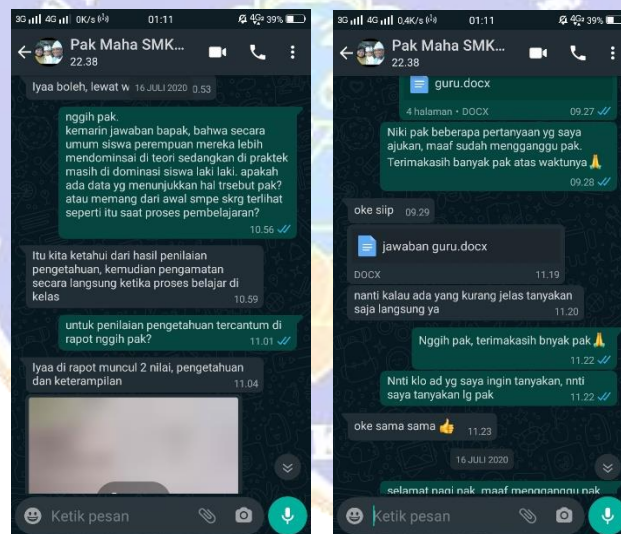 3G 4G 0K/s 01:11 4G 39%
Pak Maha SMK...
22.38
Iyaa boleh, lewat w 16 JULI 2020 0.53
nggih pak.
kemarin jawaban bapak, bahwa secara
umum siswa perempuan mereka lebih
mendominsai di teori sedangkan di praktek
masih di dominasi siswa laki laki. apakah
ada data yg menunjukkan hal trsebut pak?
atau memang dari awal smpe skrg terlihat
seperti itu saat proses pembelajaran?
10.56
Itu kita ketahui dari hasil penilaian
pengetahuan, kemudian pengamatan
secara langsung ketika proses belajar di
kelas 10.59
untuk penilaian pengetahuan tercantum di
rapot nggih pak? 11.01
Iyaa di rapot muncul 2 nilai, pengetahuan
dan keterampilan 11.04
Ketik pesan
3G 4G 0,4K/s 01:11 4G 39%
Pak Maha SMK...
22.38
guru.docx
4 halaman • DOCX 09.27
Niki pak beberapa pertanyaan yg saya
ajukan, maaf sudah mengganggu pak.
Terimakasih banyak pak atas waktunya 🙏
09.28
oke siip 09.29
jawaban guru.docx
DOCX 11.19
nanti kalau ada yang kurang jelas tanyakan
saja langsung ya 11.20
Nggih pak, terimakasih bnyak pak 🙏
11.22
Nnti klo ad yg saya ingin tanyakan, nnti
saya tanyakan lg pak 11.22
oke sama sama 👍 11.23
16 JULI 2020
selamat pagi pak, maaf mengganggu pak
Ketik pesan